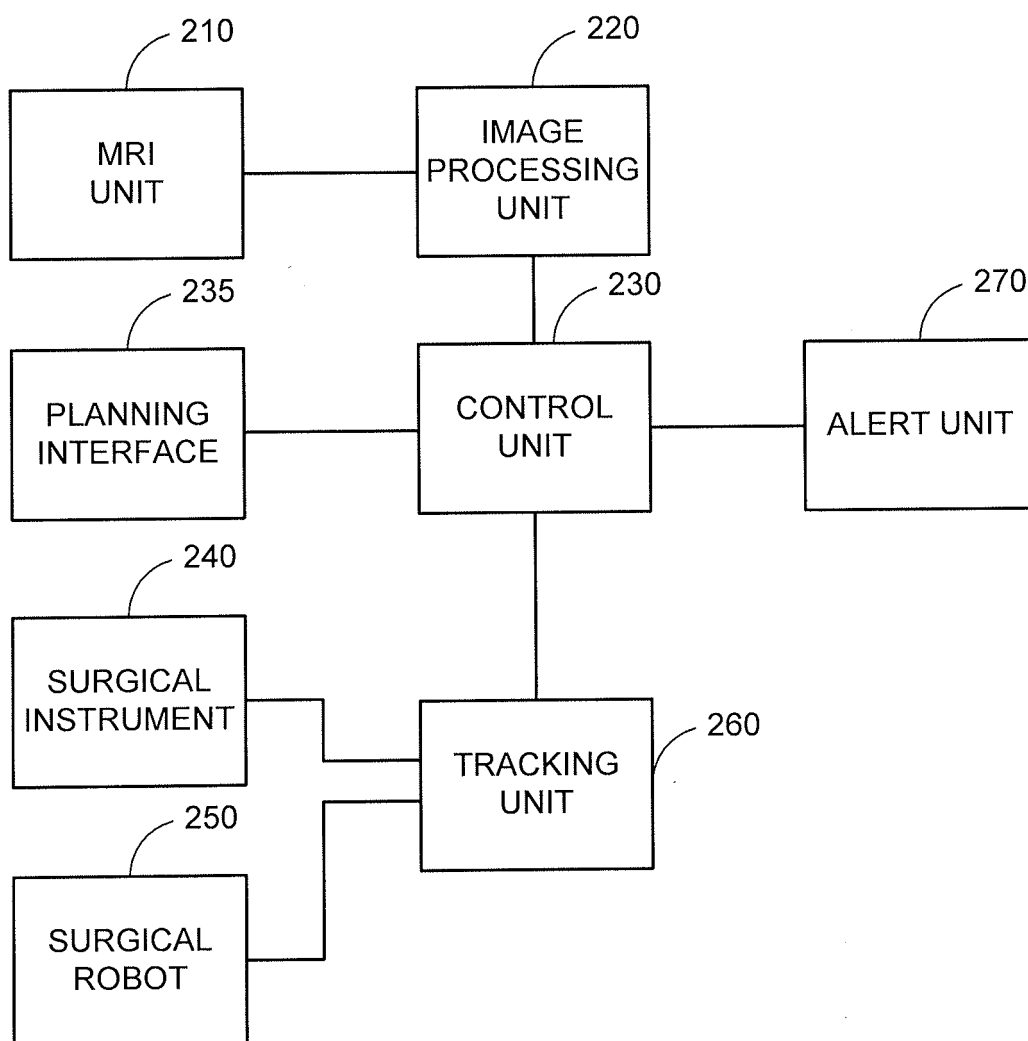 210
220
MRI
UNIT
IMAGE
PROCESSING
UNIT
235
230
270
PLANNING
INTERFACE
CONTROL
UNIT
ALERT UNIT
240
SURGICAL
INSTRUMENT
260
TRACKING
UNIT
250
SURGICAL
ROBOT